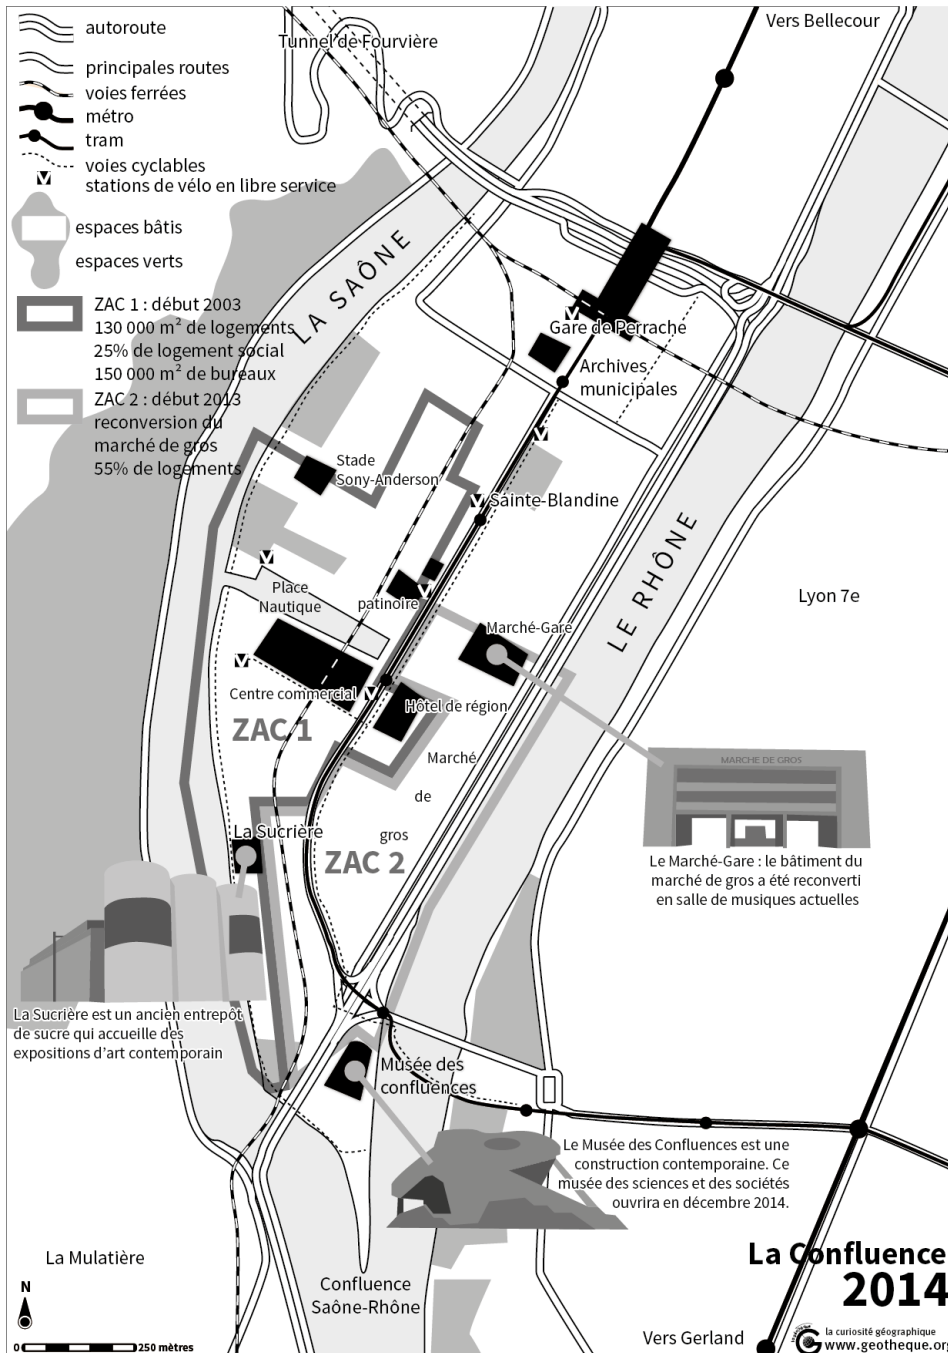 autoroute
principales routes
voies ferrées
métro
tram
voies cyclables
stations de vélo en libre service
espaces bâtis
espaces verts
ZAC 1 : début 2003
130 000 m² de logements
25% de logement social
150 000 m² de bureaux
ZAC 2 : début 2013
reconversion du
marché de gros
55% de logements
Tunnel de Fourvière
Vers Bellecour
LA SAÔNE
Gare de Perrache
Archives
municipales
Stade
Sony-Anderson
Sainte-Blandine
LE RHÔNE
Lyon 7e
Place
Nautique
patinoire
Marché-Gare
Centre commercial
Hôtel de région
ZAC 1
Marché
de
gros
MARCHE DE GROS
La Sucrière
ZAC 2
Le Marché-Gare : le bâtiment du
marché de gros a été reconverti
en salle de musiques actuelles
La Sucrière est un ancien entrepôt
de sucre qui accueille des
expositions d'art contemporain
Musée des
confluences
Le Musée des Confluences est une
construction contemporaine. Ce
musée des sciences et des sociétés
ouvrira en décembre 2014.
La Mulatière
Confluence
Saône-Rhône
La Confluence
2014
N
0 250 mètres
Vers Gerland
la curiosité géographique
www.geotheque.org